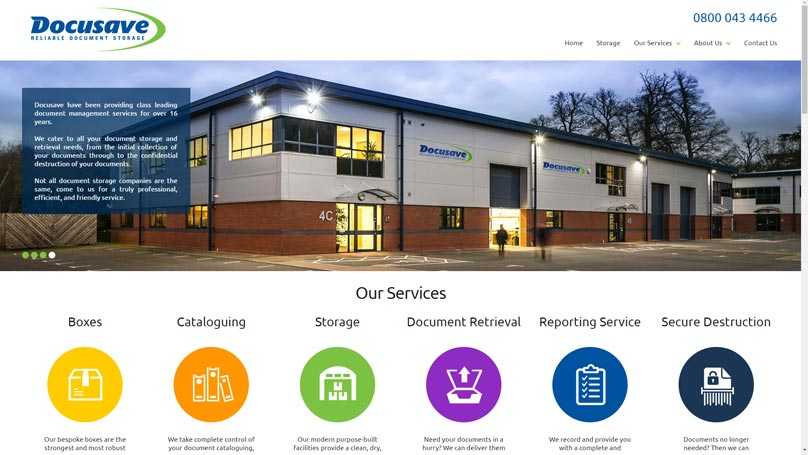 Docusave
RELIABLE DOCUMENT STORAGE
0800 043 4466
Home Storage Our Services About Us Contact Us
Docusave have been providing class leading
document management services for over 16
years.
We cater to all your document storage and
retrieval needs, from the initial collection of
your documents through to the confidential
destruction of your documents.
Not all document storage companies are the
same, come to us for a truly professional,
efficient, and friendly service.
Docusave
Docusave
4C
Our Services
Boxes Cataloguing Storage Document Retrieval Reporting Service Secure Destruction
Our bespoke boxes are the
strongest and most robust
We take complete control of
your document cataloguing,
Our modern purpose-built
facilities provide a clean, dry,
Need your documents in a
hurry? We can deliver them
We record and provide you
with a complete and
Documents no longer
needed? Then we can